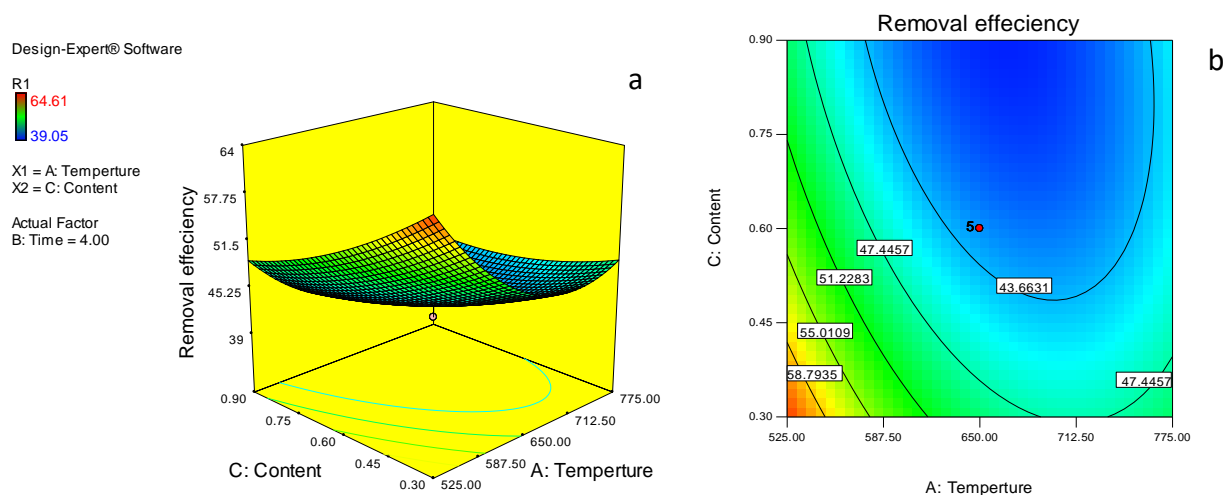 Design-Expert® Software
R1
64.61
39.05
X1 = A: Temperture
X2 = C: Content
Actual Factor
B: Time = 4.00
a
64
57.75
51.5
45.25
39
Removal effeciency
0.90
0.75
0.60
0.45
0.30
C: Content
525.00
587.50
650.00
712.50
775.00
A: Temperture
Removal effeciency
b
0.90
0.75
0.60
0.45
0.30
C: Content
5
47.4457
51.2283
43.6631
55.0109
58.7935
47.4457
525.00
587.50
650.00
712.50
775.00
A: Temperture